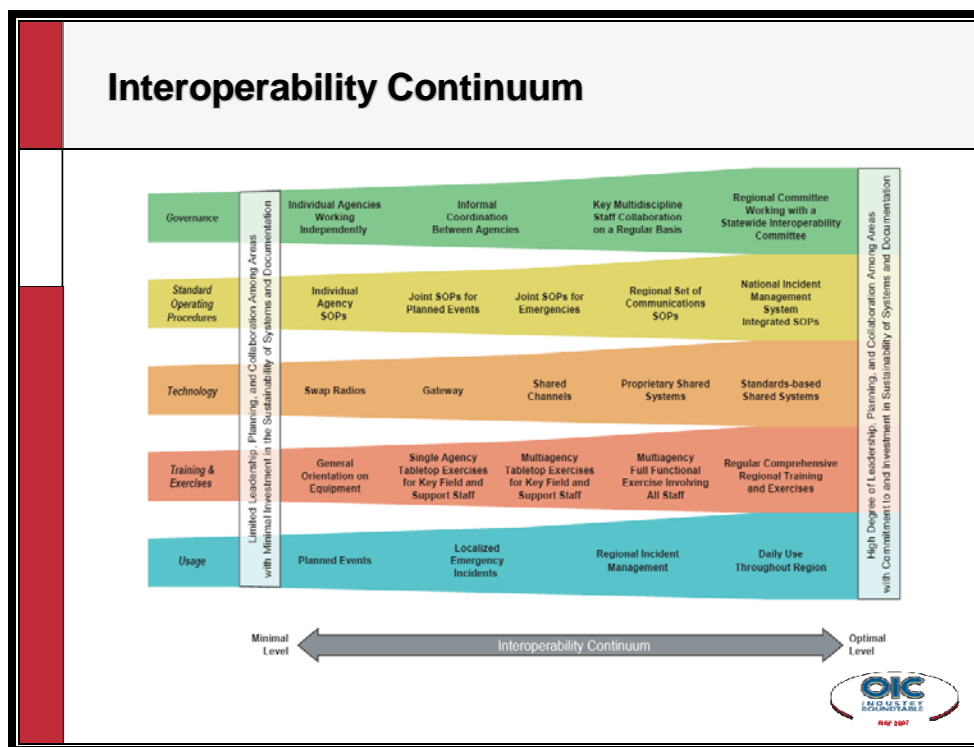 Interoperability Continuum
Governance
Individual Agencies
Working
Independently
Informal
Coordination
Between Agencies
Key Multidiscipline
Staff Collaboration
on a Regular Basis
Regional Committee
Working with a
Statewide Interoperability
Committee
Standard
Operating
Procedures
Individual
Agency
SOPs
Joint SOPs for
Planned Events
Joint SOPs for
Emergencies
Regional Set of
Communications
SOPs
National Incident
Management
System
Integrated SOPs
Technology
Swap Radios
Gateway
Shared
Channels
Proprietary Shared
Systems
Standards-based
Shared Systems
Training &
Exercises
General
Orientation on
Equipment
Single Agency
Tabletop Exercises
for Key Field and
Support Staff
Multiagency
Tabletop Exercises
for Key Field and
Support Staff
Multiagency
Full Functional
Exercise Involving
All Staff
Regular Comprehensive
Regional Training
and Exercises
Usage
Planned Events
Localized
Emergency
Incidents
Regional Incident
Management
Daily Use
Throughout Region
Limited Leadership, Planning, and Collaboration Among Areas
with Minimal Investment in the Sustainability of Systems and Documentation
High Degree of Leadership, Planning, and Collaboration Among Areas
with Commitment to and Investment in Sustainability of Systems and Documentation
Minimal
Level
Interoperability Continuum
Optimal
Level
OIC
INDUSTRY
ROUNDTABLE